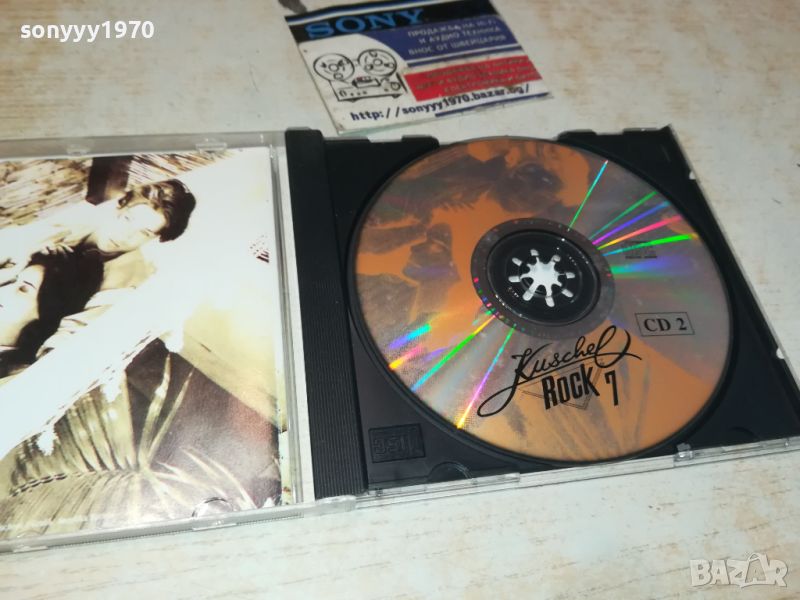 sonyyy1970
SONY
ПРОДАЖБА НА HI-FI
И АУДИО ТЕХНИКА
ВНОС ОТ ШВЕЙЦАРИЯ
http://sonyyy1970.bazar.bg/
CD 2
Kuschel
ROCK 7
BAZAR